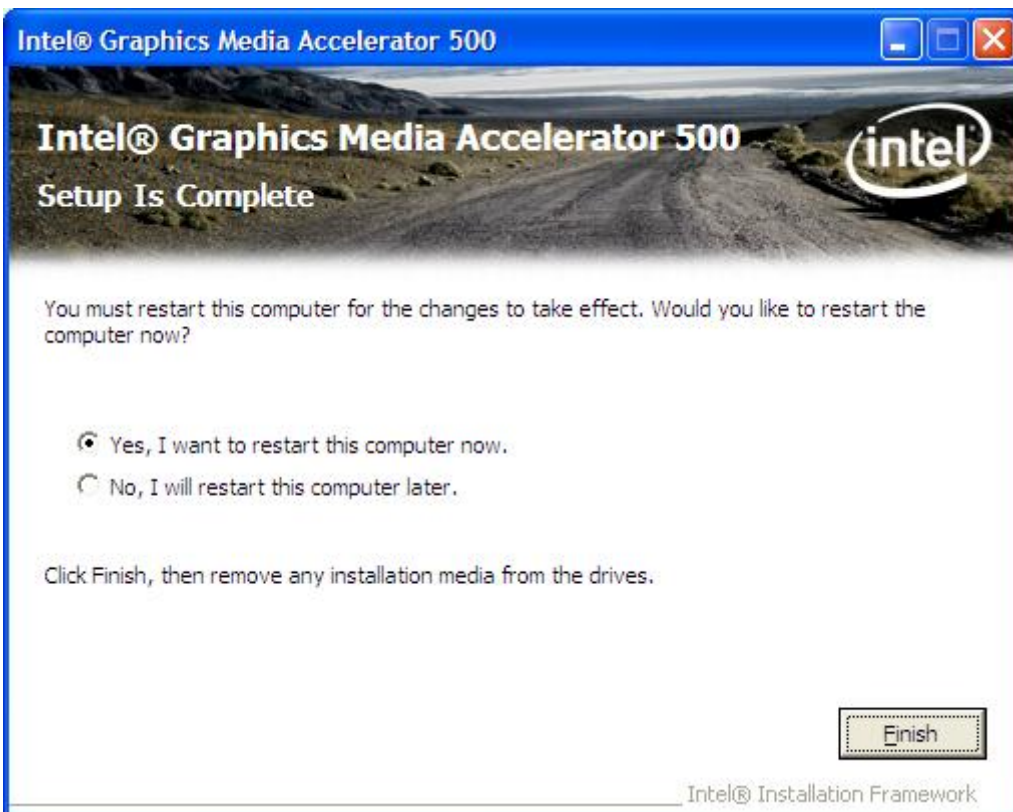 Intel® Graphics Media Accelerator 500
Intel® Graphics Media Accelerator 500
intel
Setup Is Complete
You must restart this computer for the changes to take effect. Would you like to restart the
computer now?
Yes, I want to restart this computer now.
No, I will restart this computer later.
Click Finish, then remove any installation media from the drives.
Finish
Intel® Installation Framework